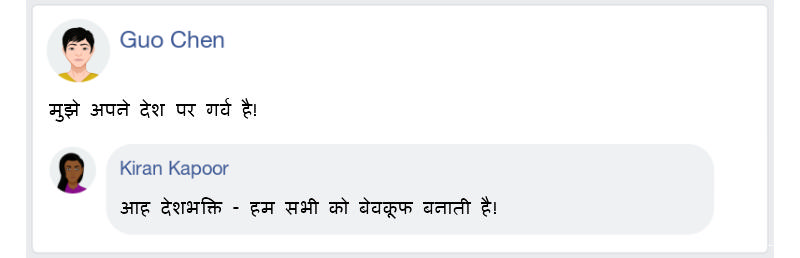 Guo Chen
मुझे अपने देश पर गर्व है!
Kiran Kapoor
आह देशभक्ति - हम सभी को बेवकूफ बनाती है!